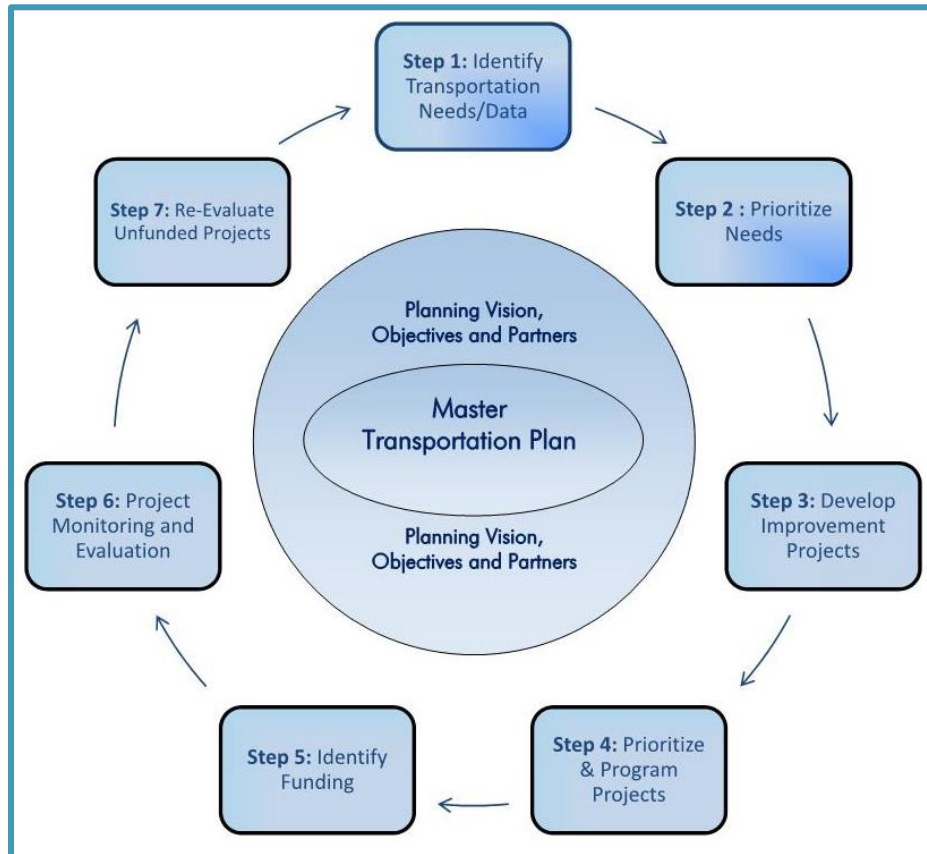 Step 1: Identify
Transportation
Needs/Data
Step 2 : Prioritize
Needs
Step 3: Develop
Improvement
Projects
Step 4: Prioritize
& Program
Projects
Step 5: Identify
Funding
Step 6: Project
Monitoring and
Evaluation
Step 7: Re-Evaluate
Unfunded Projects
Planning Vision,
Objectives and Partners
Master
Transportation Plan
Planning Vision,
Objectives and Partners